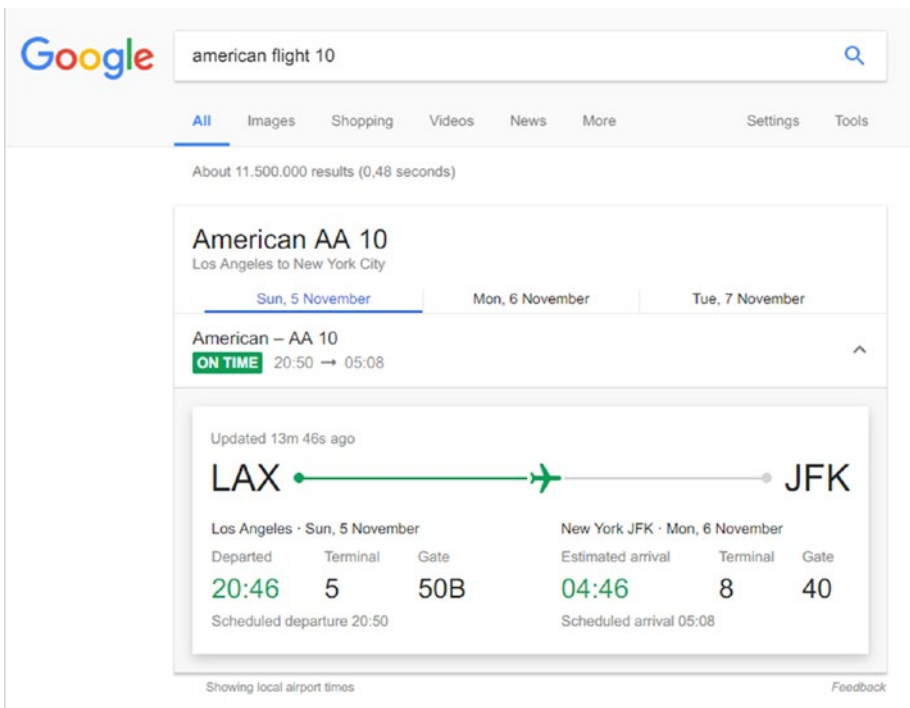 Google american flight 10
All Images Shopping Videos News More Settings Tools
About 11.500.000 results (0,48 seconds)
American AA 10
Los Angeles to New York City
Sun, 5 November Mon, 6 November Tue, 7 November
American – AA 10
ON TIME 20:50 → 05:08
Updated 13m 46s ago
LAX JFK
Los Angeles · Sun, 5 November New York JFK · Mon, 6 November
Departed Terminal Gate Estimated arrival Terminal Gate
20:46 5 50B 04:46 8 40
Scheduled departure 20:50 Scheduled arrival 05:08
Showing local airport times Feedback